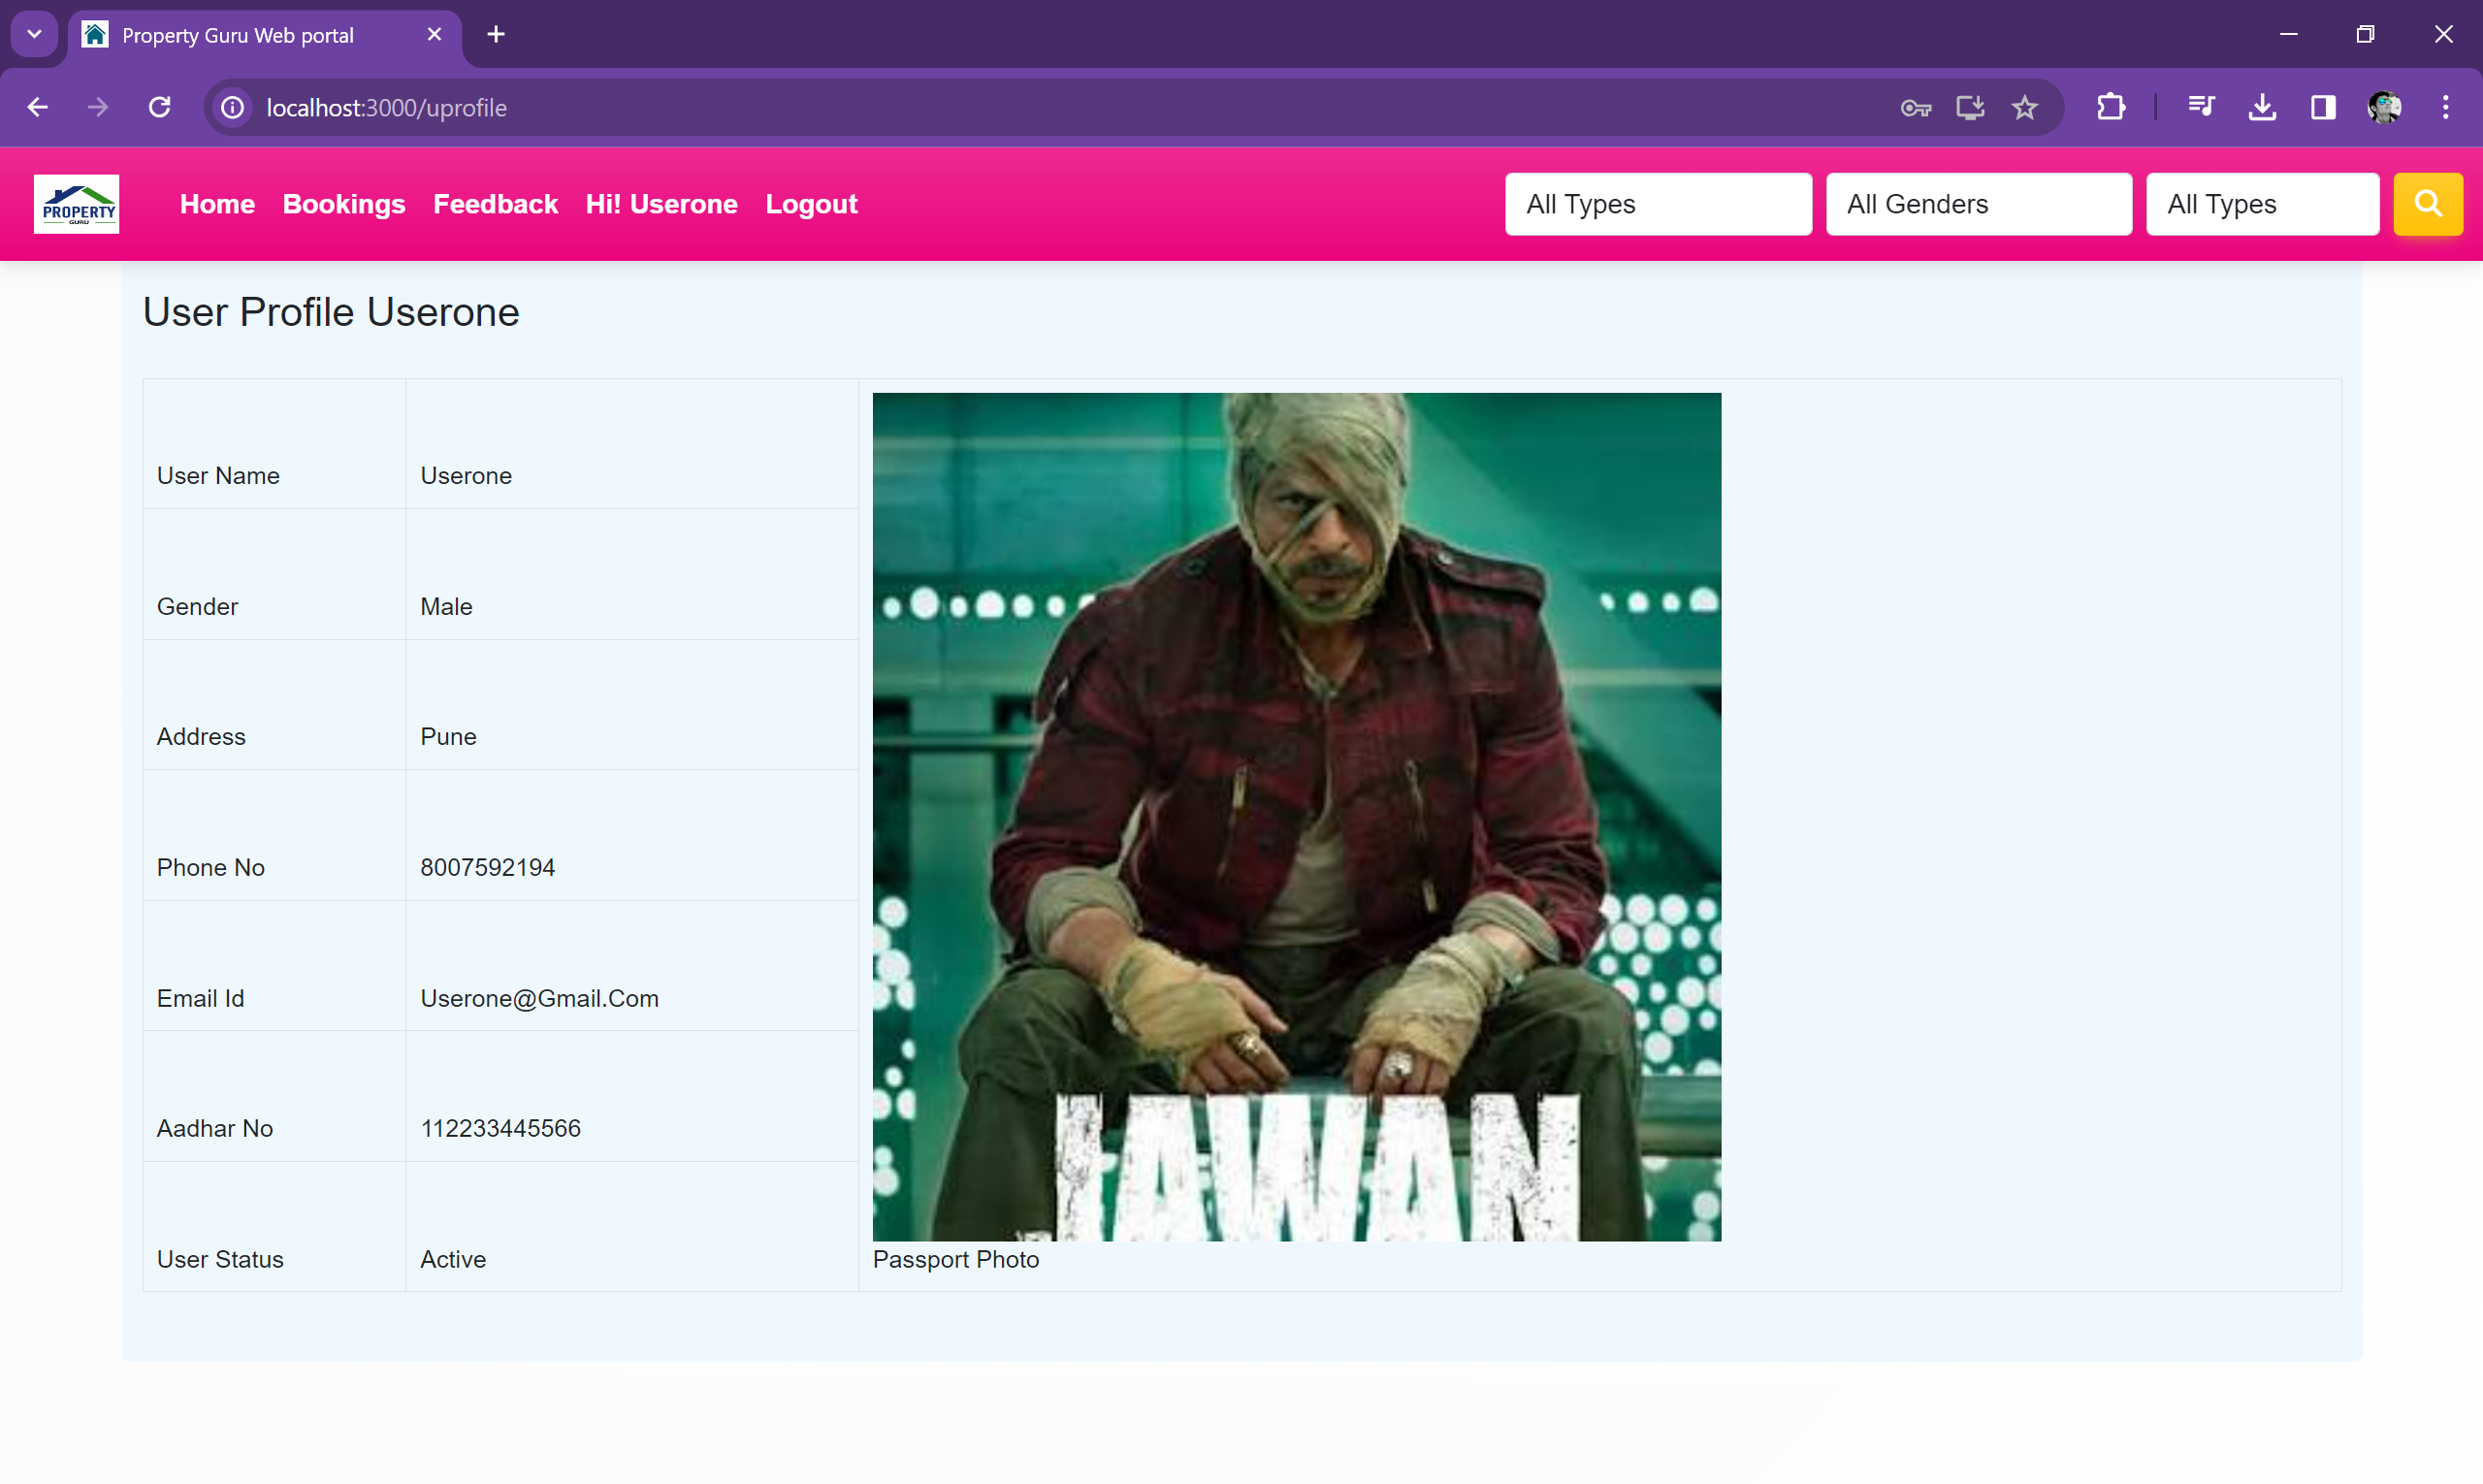 Property Guru Web portal
localhost:3000/uprofile
PROPERTY
GURU
Home Bookings Feedback Hi! Userone Logout All Types All Genders All Types
User Profile Userone
User Name Userone
Gender Male
Address Pune
Phone No 8007592194
Email Id Userone@Gmail.Com
Aadhar No 112233445566
JAWAN
User Status Active Passport Photo